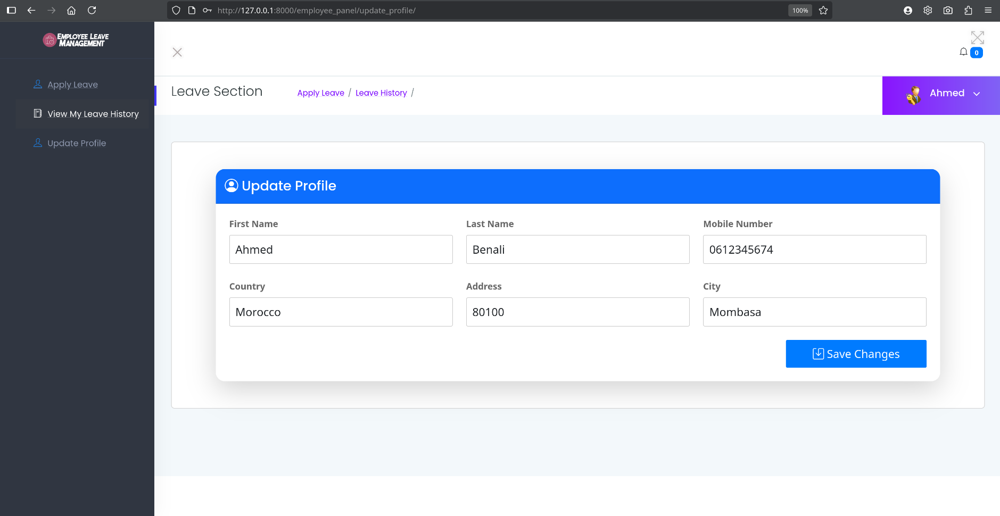 http://127.0.0.1:8000/employee_panel/update_profile/
100%
EMPLOYEE LEAVE
MANAGEMENT
0
Apply Leave
View My Leave History
Update Profile
Leave Section
Apply Leave / Leave History /
Ahmed
Update Profile
First Name
Last Name
Mobile Number
Ahmed
Benali
0612345674
Country
Address
City
Morocco
80100
Mombasa
Save Changes